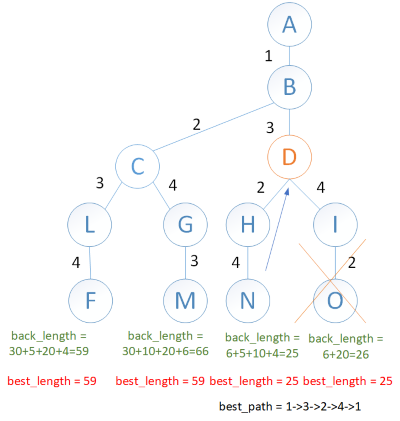 A
1
B
2
3
C
D
3
4
2
4
L
G
H
I
4
3
4
2
F
M
N
O
back_length =
30+5+20+4=59
back_length =
30+10+20+6=66
back_length =
6+5+10+4=25
back_length =
6+20=26
best_length = 59
best_length = 59
best_length = 25
best_length = 25
best_path = 1->3->2->4->1